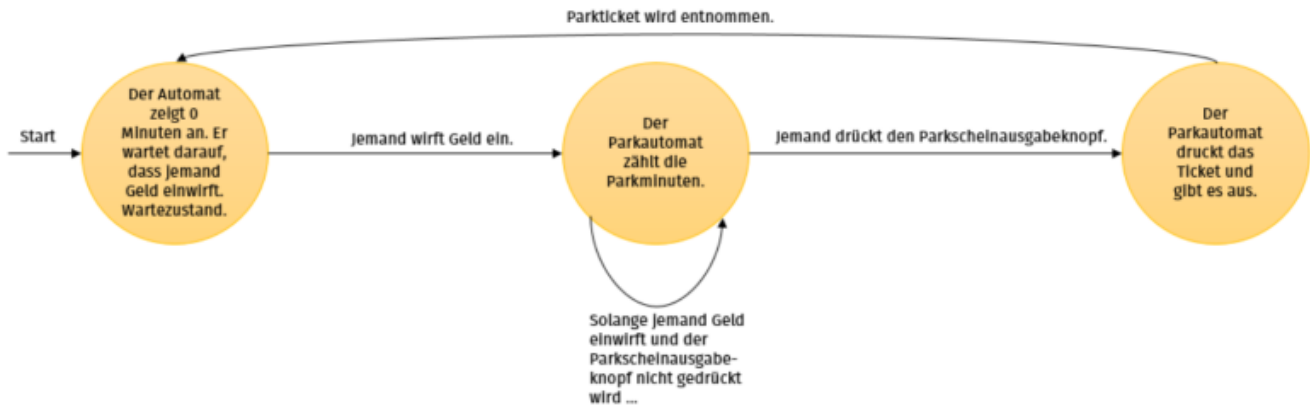 Parkticket wird entnommen.
Start
Der Automat
zeigt 0
Minuten an. Er
wartet darauf,
dass jemand
Geld einwirft.
Wartezustand.
Jemand wirft Geld ein.
Der
Parkautomat
zählt die
Parkminuten.
Jemand drückt den Parkscheinausgabeknopf.
Der
Parkautomat
druckt das
Ticket und
gibt es aus.
Solange jemand Geld
einwirft und der
Parkscheinausgabe-
knopf nicht gedrückt
wird ...